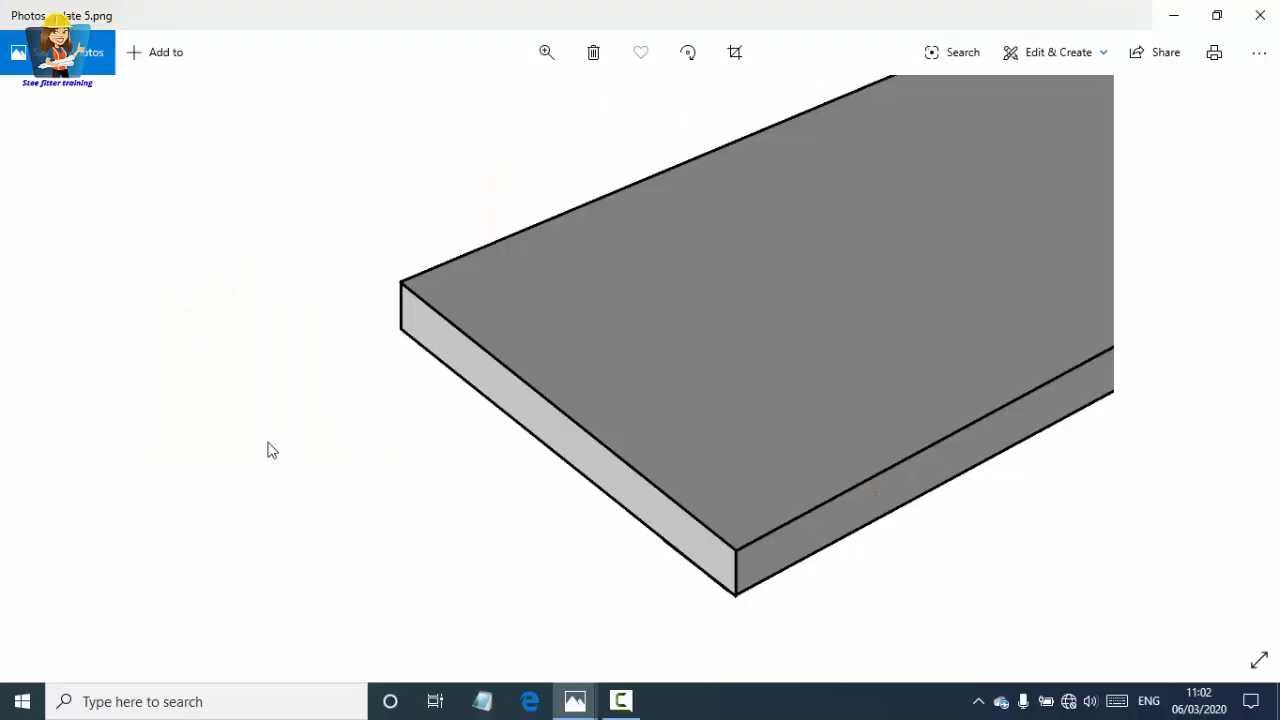 Photos
late 5.png
otos
Add to
Search
Edit & Create
Share
Stee fitter training
Type here to search
ENG
11:02
06/03/2020